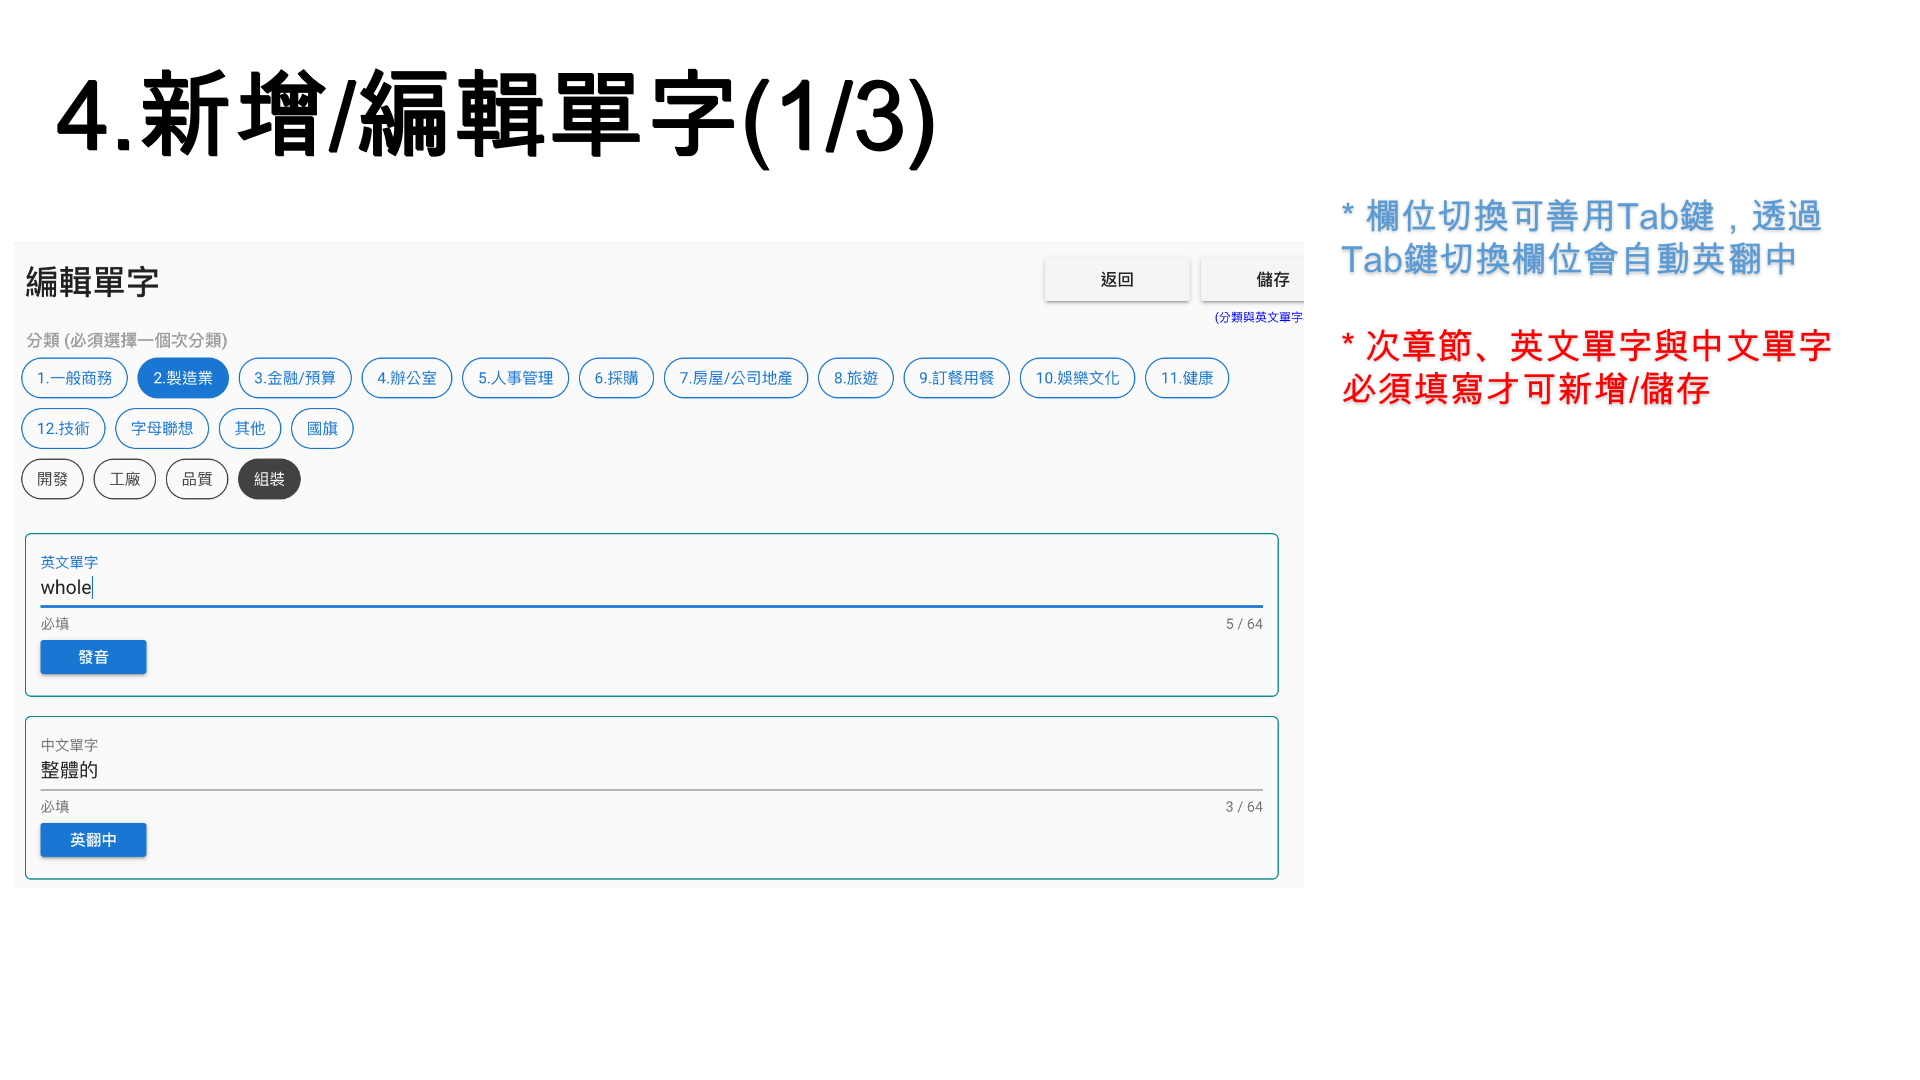 4.新增/編輯單字(1/3)
* 欄位切換可善用Tab鍵，透過
Tab鍵切換欄位會自動英翻中
* 次章節、英文單字與中文單字
必須填寫才可新增/儲存
編輯單字
返回
儲存
(分類與英文單字
分類 (必須選擇一個次分類)
1.一般商務 2.製造業 3.金融/預算 4.辦公室 5.人事管理 6.採購 7.房屋/公司地產 8.旅遊 9.訂餐用餐 10.娛樂文化 11.健康
12.技術 字母聯想 其他 國旗
開發 工廠 品質 組裝
英文單字
whole
必填 5 / 64
發音
中文單字
整體的
必填 3 / 64
英翻中